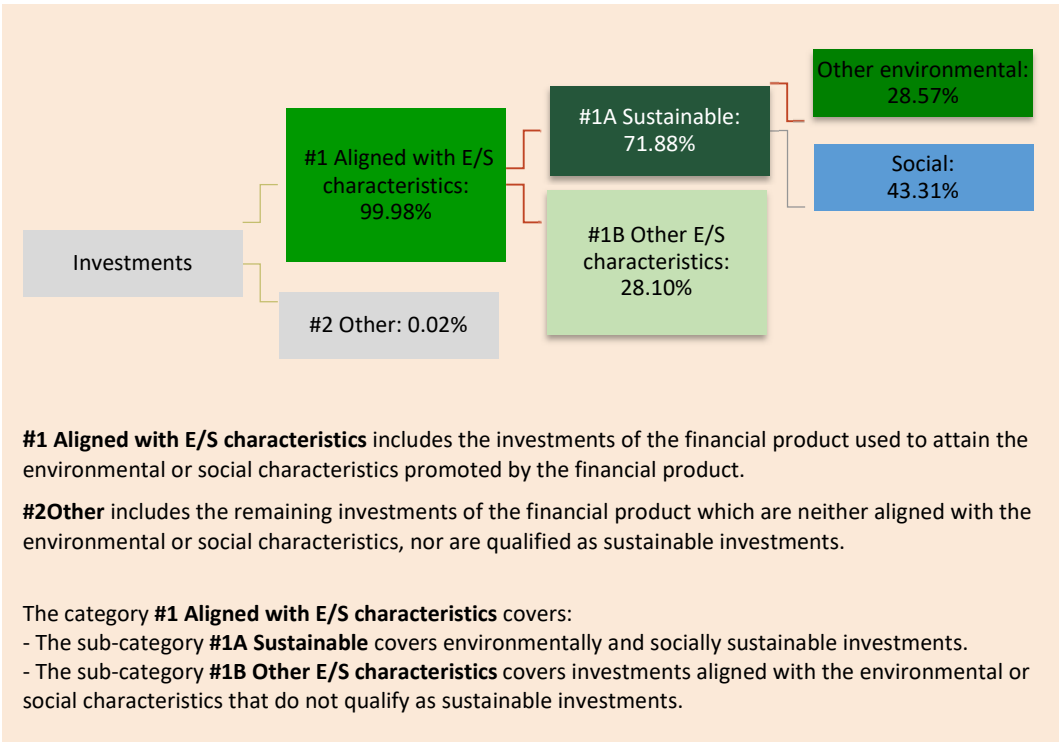 Investments
#1 Aligned with E/S
characteristics:
99.98%
#2 Other: 0.02%
#1A Sustainable:
71.88%
#1B Other E/S
characteristics:
28.10%
Other environmental:
28.57%
Social:
43.31%
#1 Aligned with E/S characteristics includes the investments of the financial product used to attain the
environmental or social characteristics promoted by the financial product.
#2Other includes the remaining investments of the financial product which are neither aligned with the
environmental or social characteristics, nor are qualified as sustainable investments.
The category #1 Aligned with E/S characteristics covers:
- The sub-category #1A Sustainable covers environmentally and socially sustainable investments.
- The sub-category #1B Other E/S characteristics covers investments aligned with the environmental or
social characteristics that do not qualify as sustainable investments.